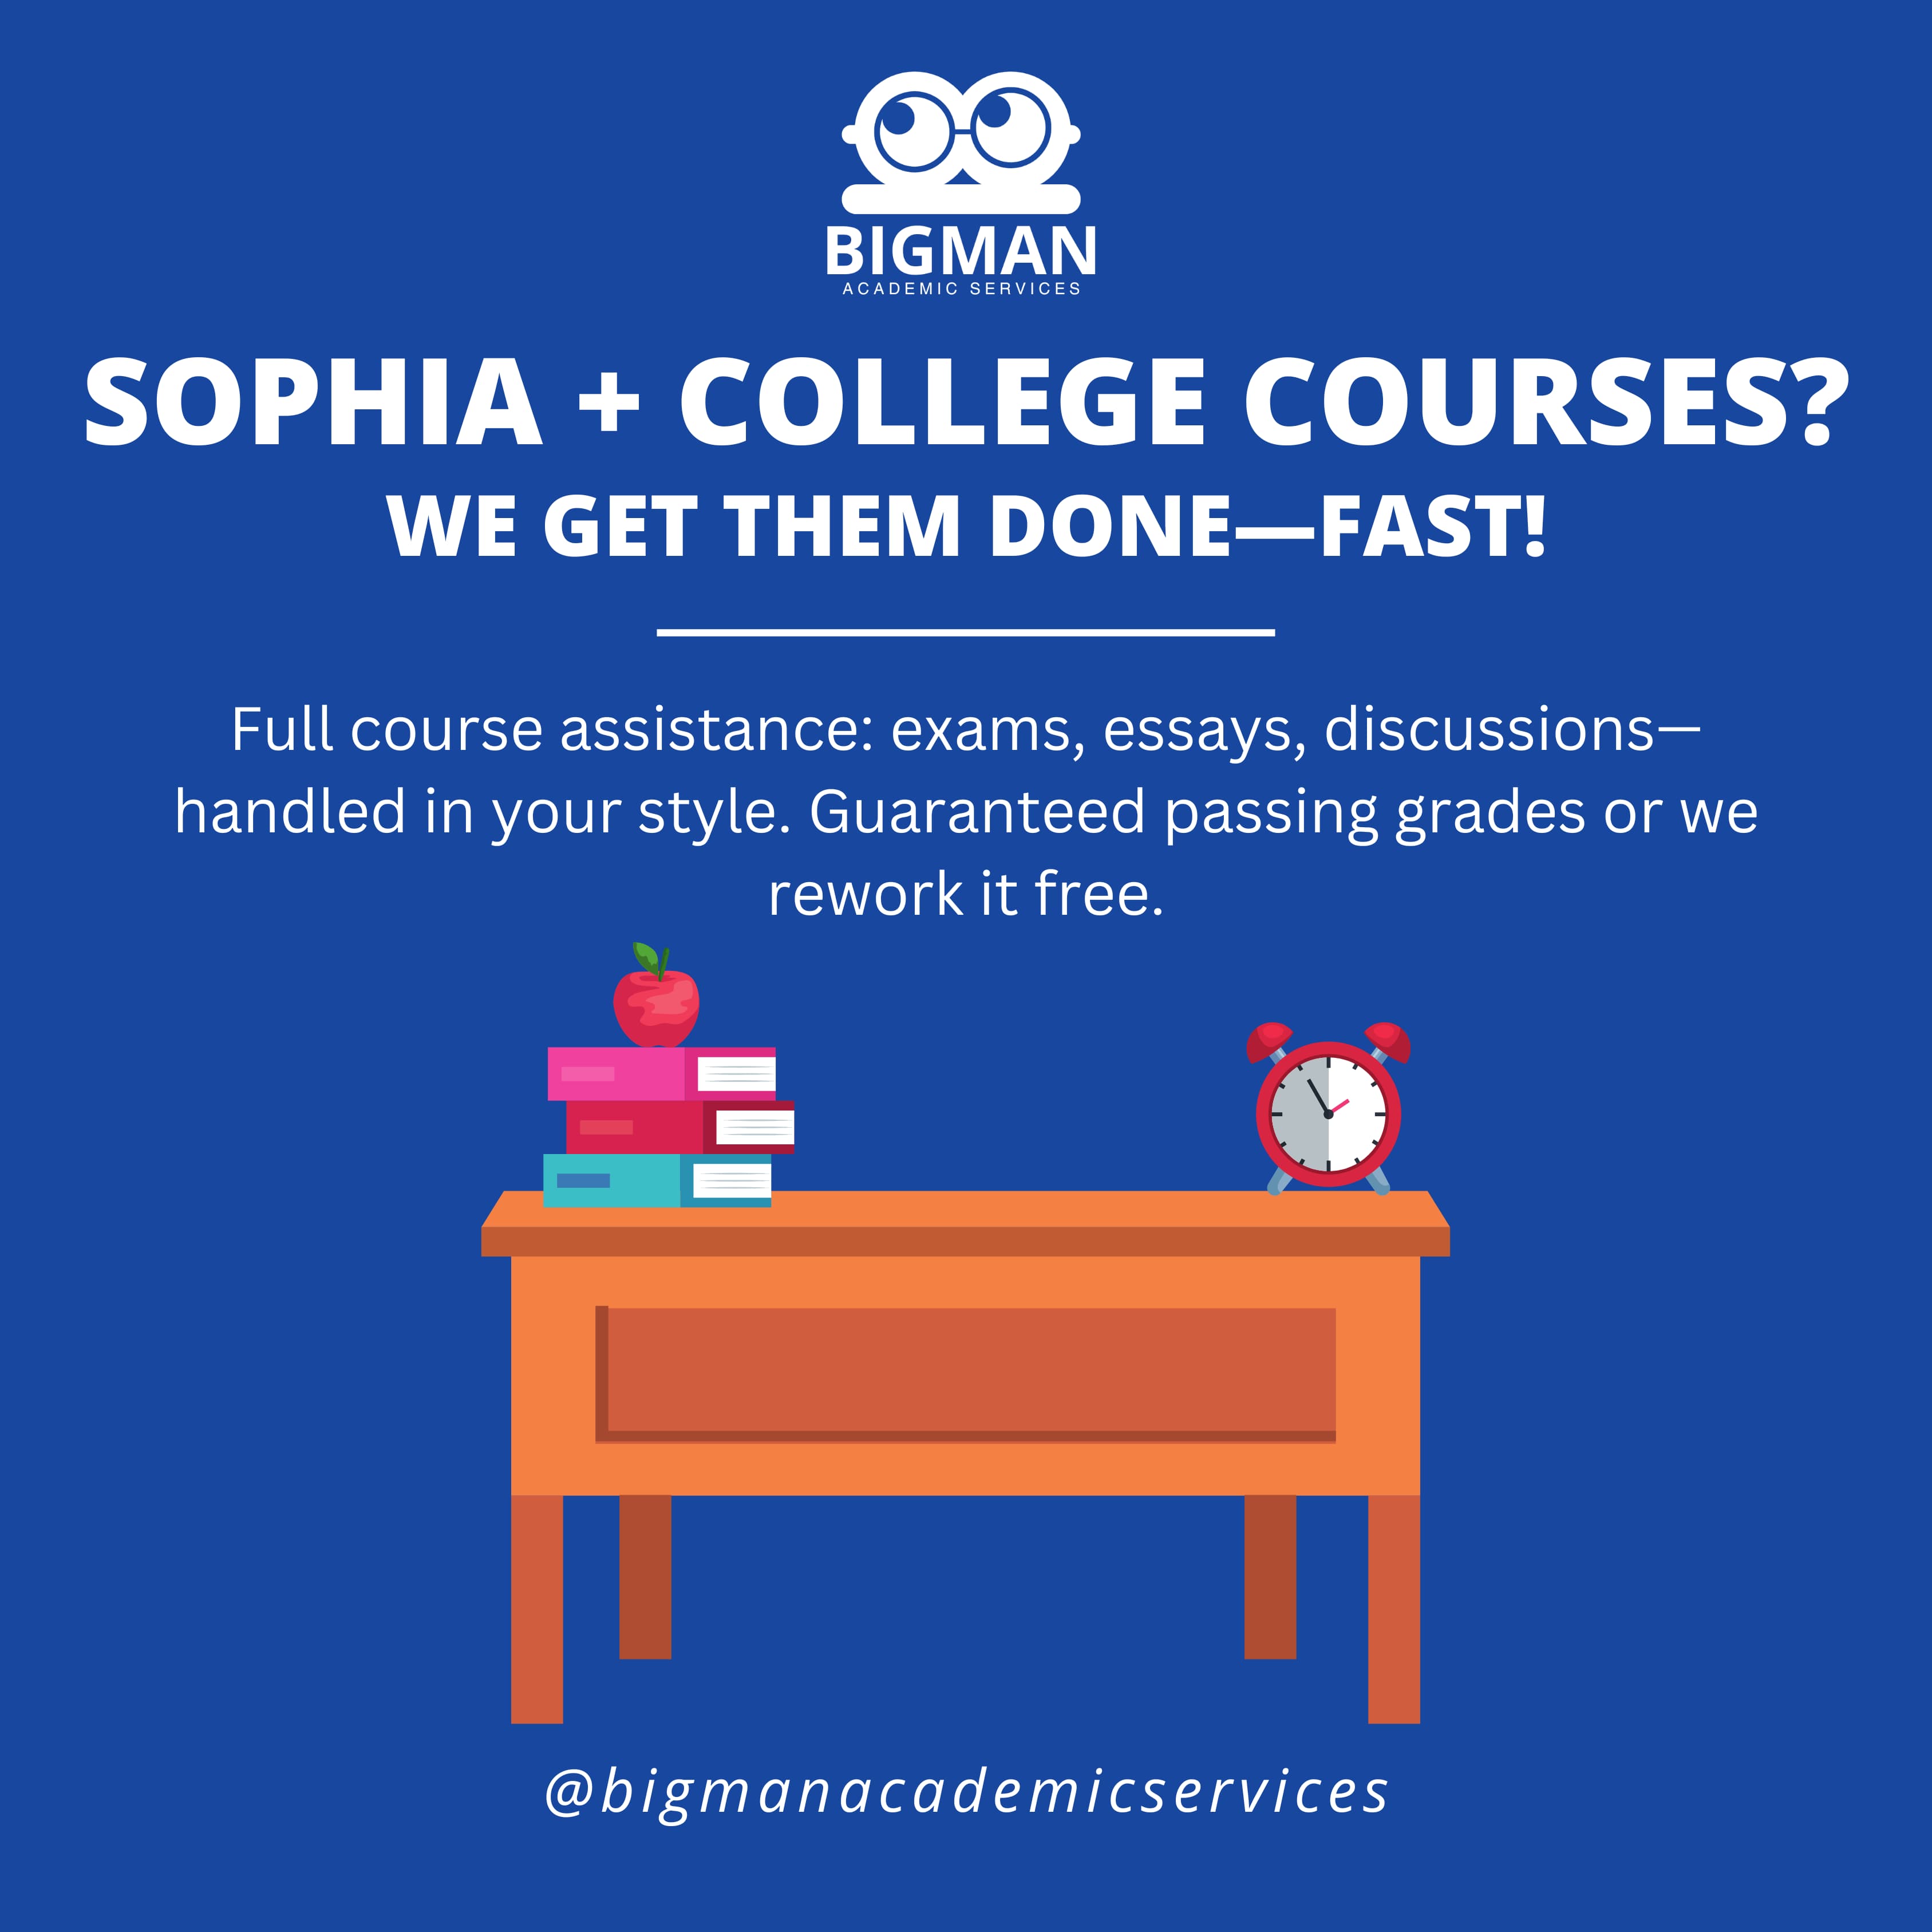 BIGMAN
ACADEMIC SERVICES
SOPHIA + COLLEGE COURSES?
WE GET THEM DONE—FAST!
Full course assistance: exams, essays, discussions—
handled in your style. Guaranteed passing grades or we
rework it free.
@bigmanacademicservices